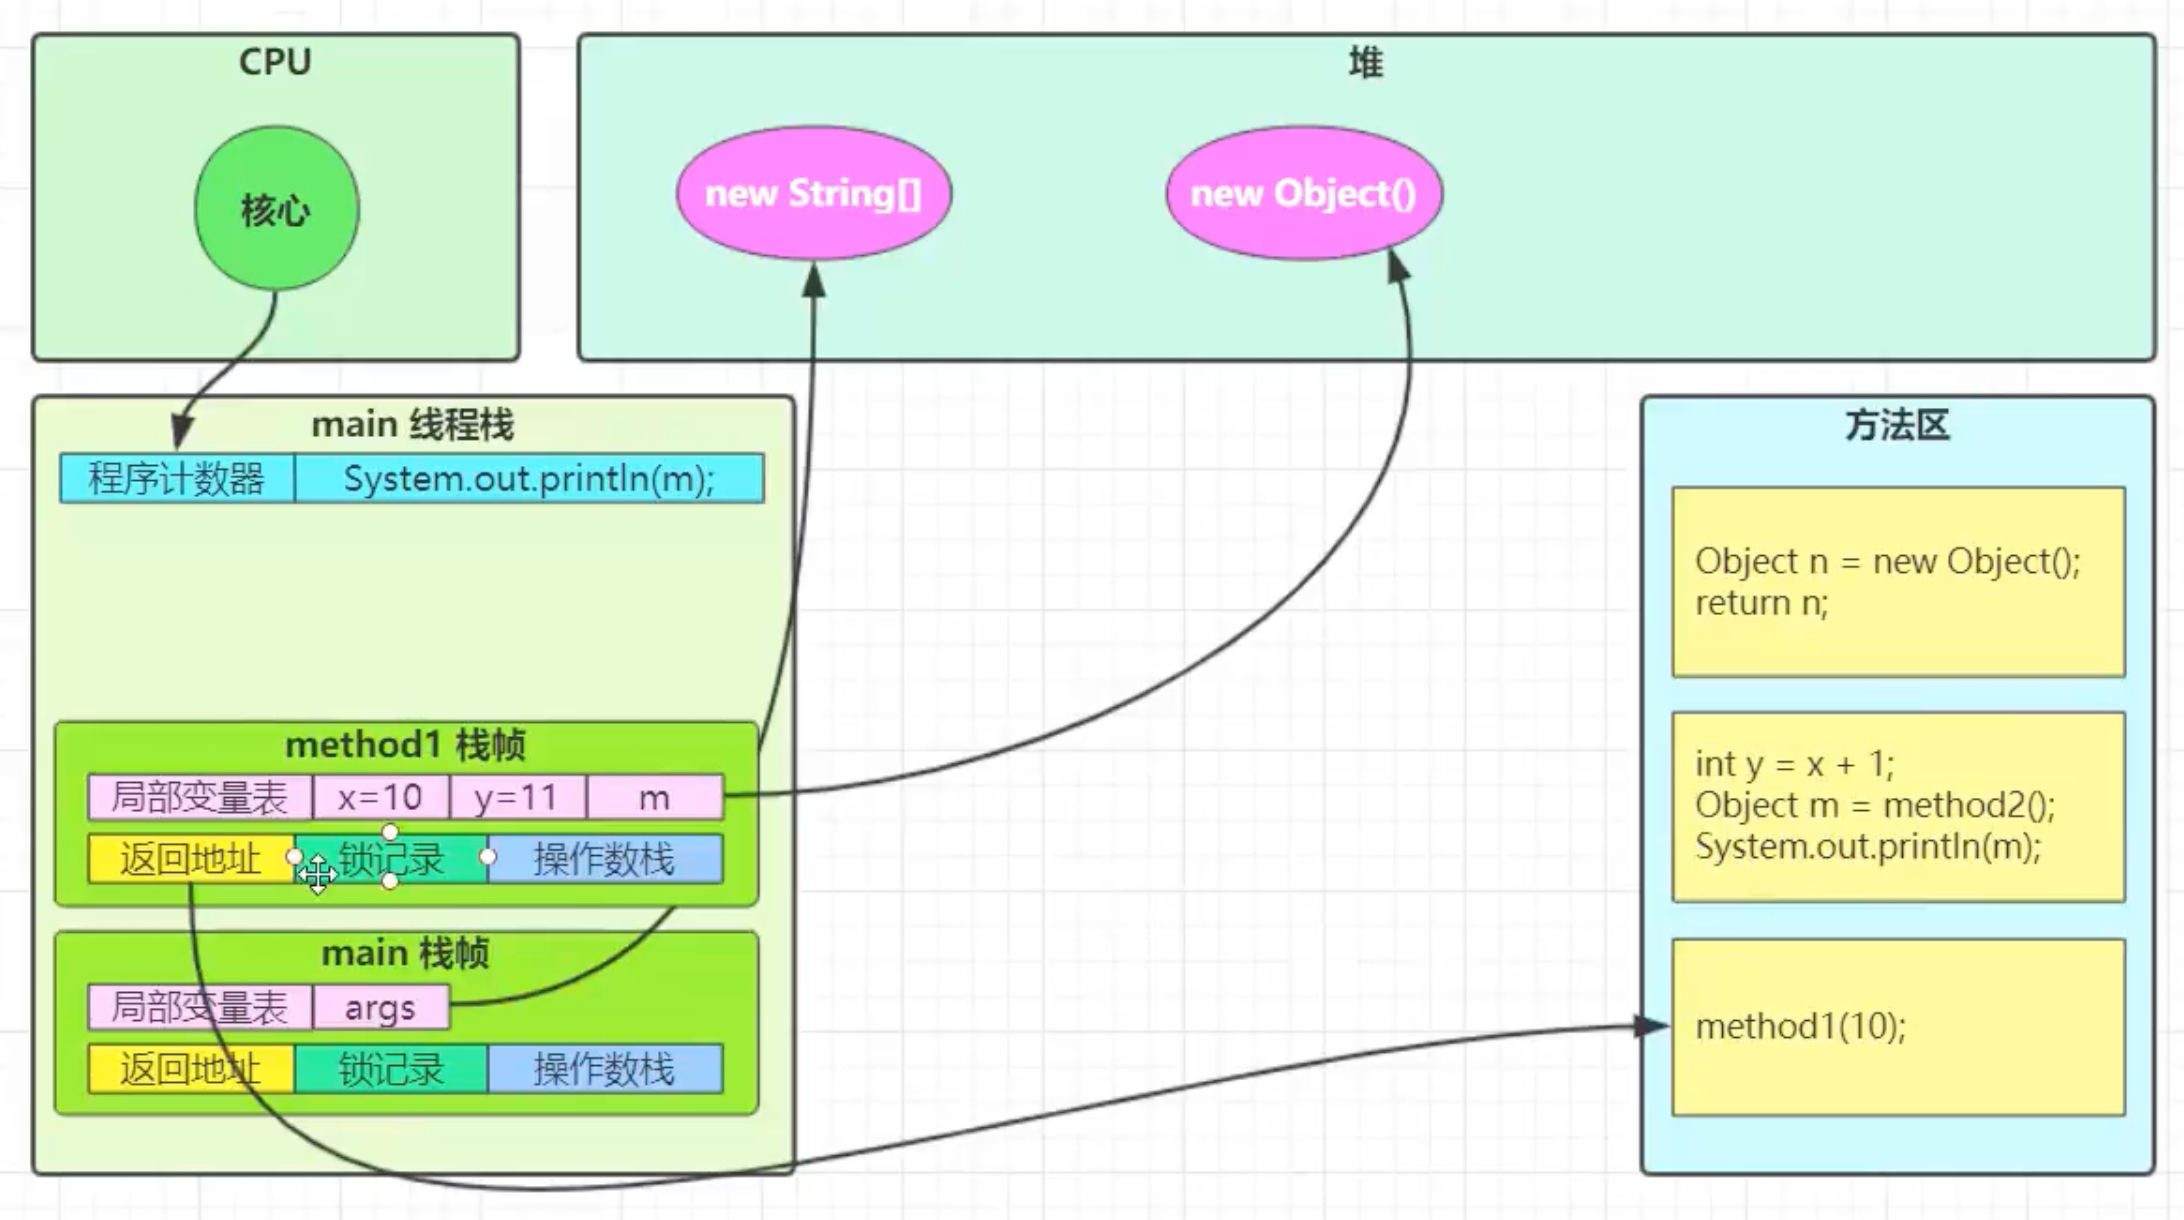 CPU
核心
堆
new String[]
new Object()
main 线程栈
程序计数器
System.out.println(m);
method1 栈帧
局部变量表
x=10
y=11
m
返回地址
锁记录
操作数栈
main 栈帧
局部变量表
args
返回地址
锁记录
操作数栈
方法区
Object n = new Object();
return n;
int y = x + 1;
Object m = method2();
System.out.println(m);
method1(10);